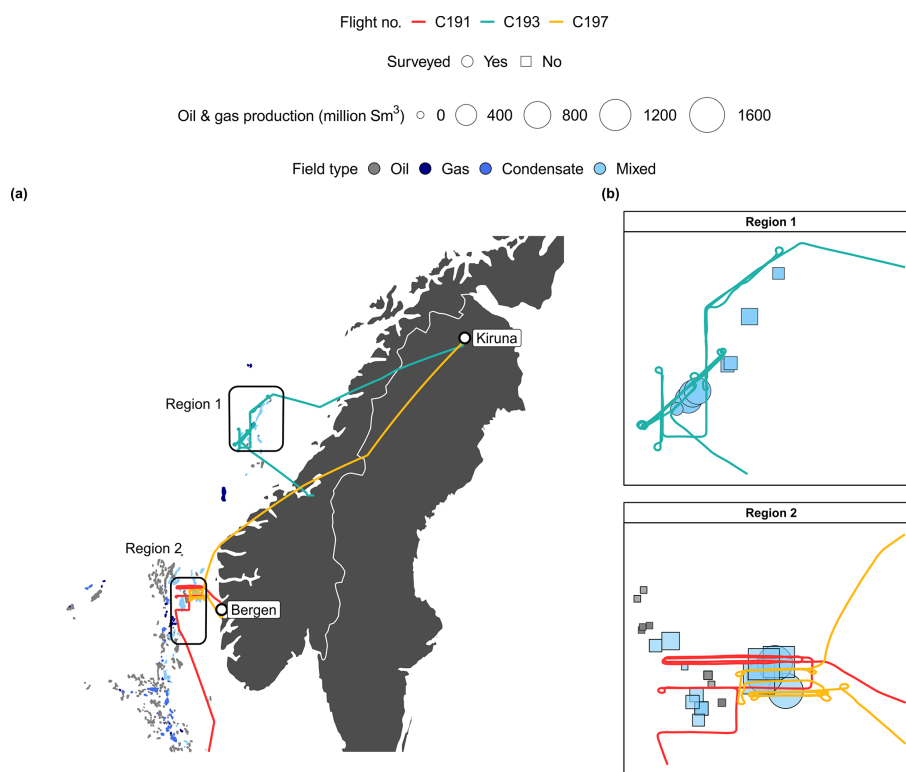 Flight no. C191 C193 C197
Surveyed Yes No
Oil & gas production (million Sm³) 0 400 800 1200 1600
Field type Oil Gas Condensate Mixed
(a)
(b)
Region 1
Kiruna
Region 1
Region 2
Region 2
Bergen